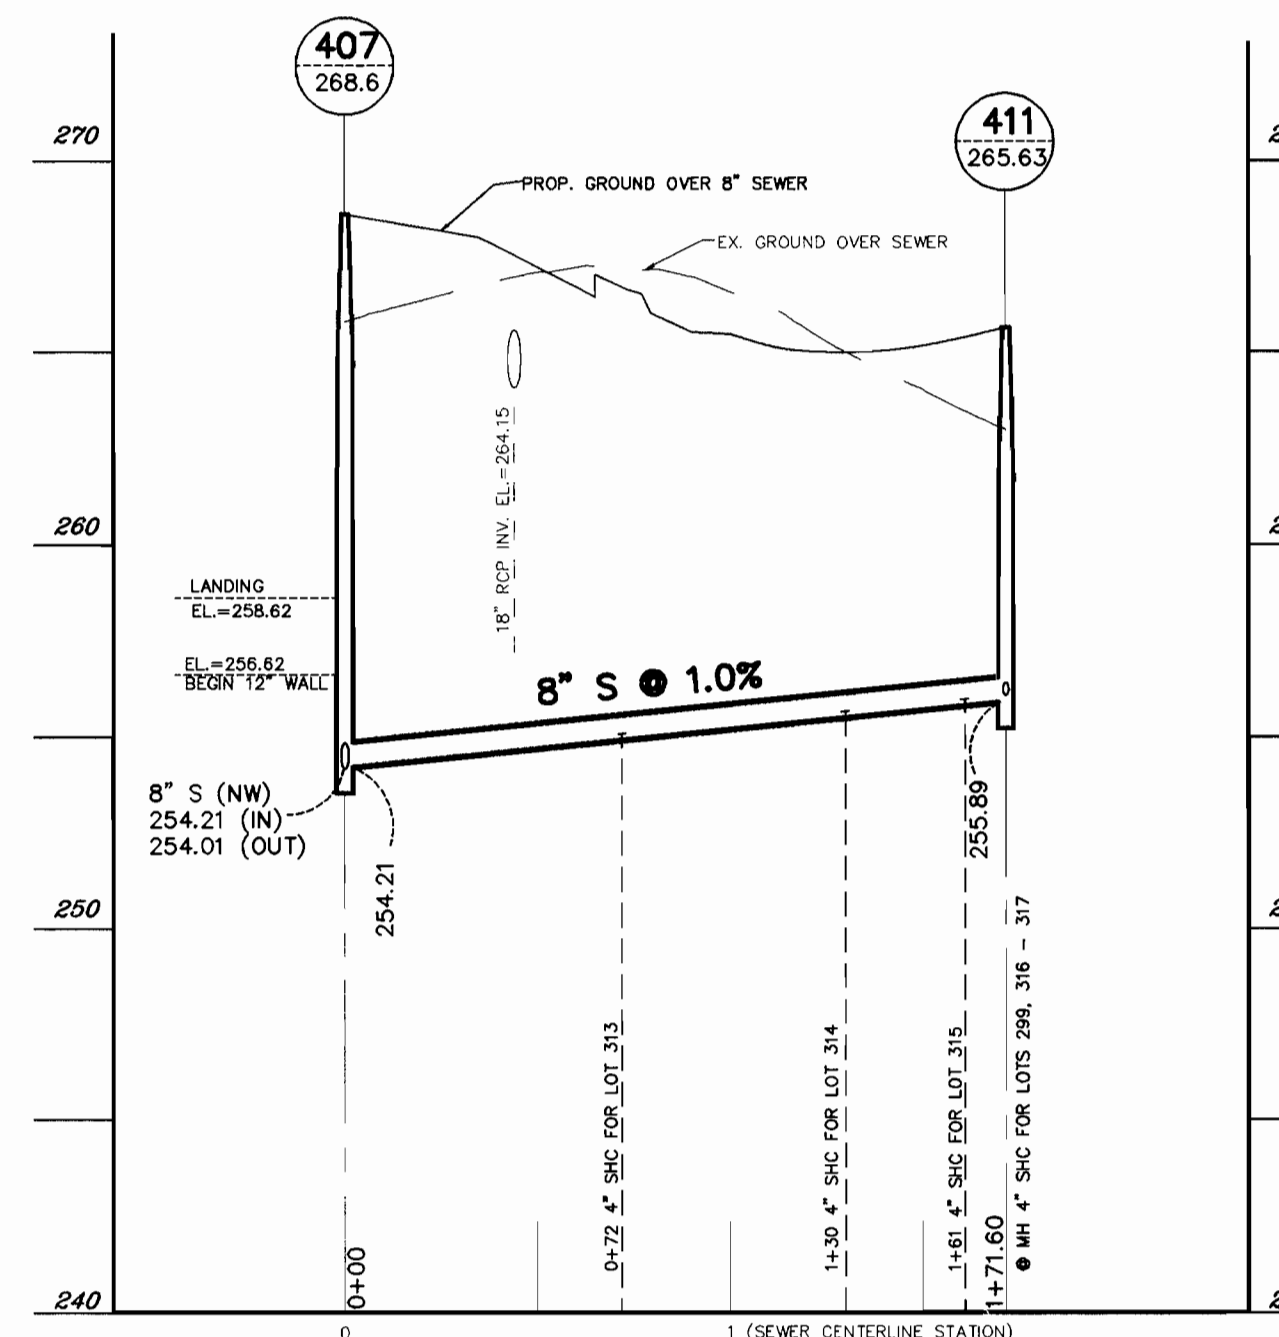 407
268.6
411
265.63
270
PROP. GROUND OVER 8" SEWER
EX. GROUND OVER SEWER
18" RCP INV. EL.=264.15
260
LANDING
EL.=258.62
EL.=256.62
BEGIN 12" WALL
8" S @ 1.0%
8" S (NW)
254.21 (IN)
254.01 (OUT)
254.21
255.89
250
0+72 4" SHC FOR LOT 313
1+30 4" SHC FOR LOT 314
1+61 4" SHC FOR LOT 315
@ MH 4" SHC FOR LOTS 299, 316 - 317
0+00
1+71.60
240
0
1 (SEWER CENTERLINE STATION)